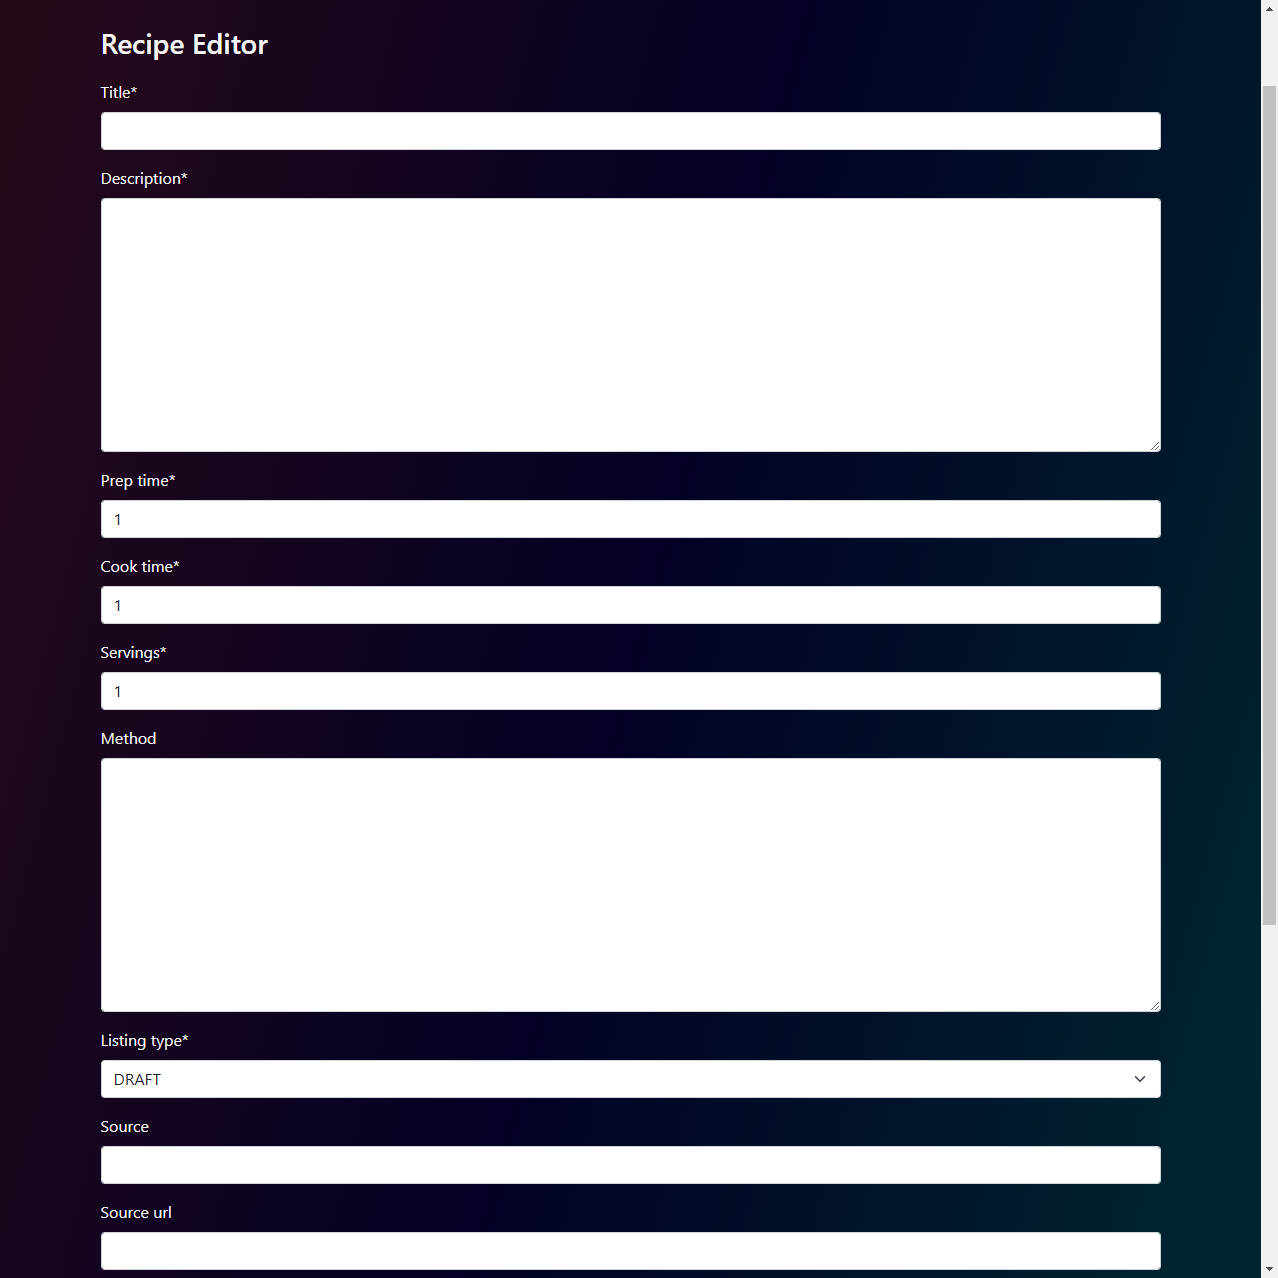 Recipe Editor
Title*
Description*
Prep time*
1
Cook time*
1
Servings*
1
Method
Listing type*
DRAFT
Source
Source url